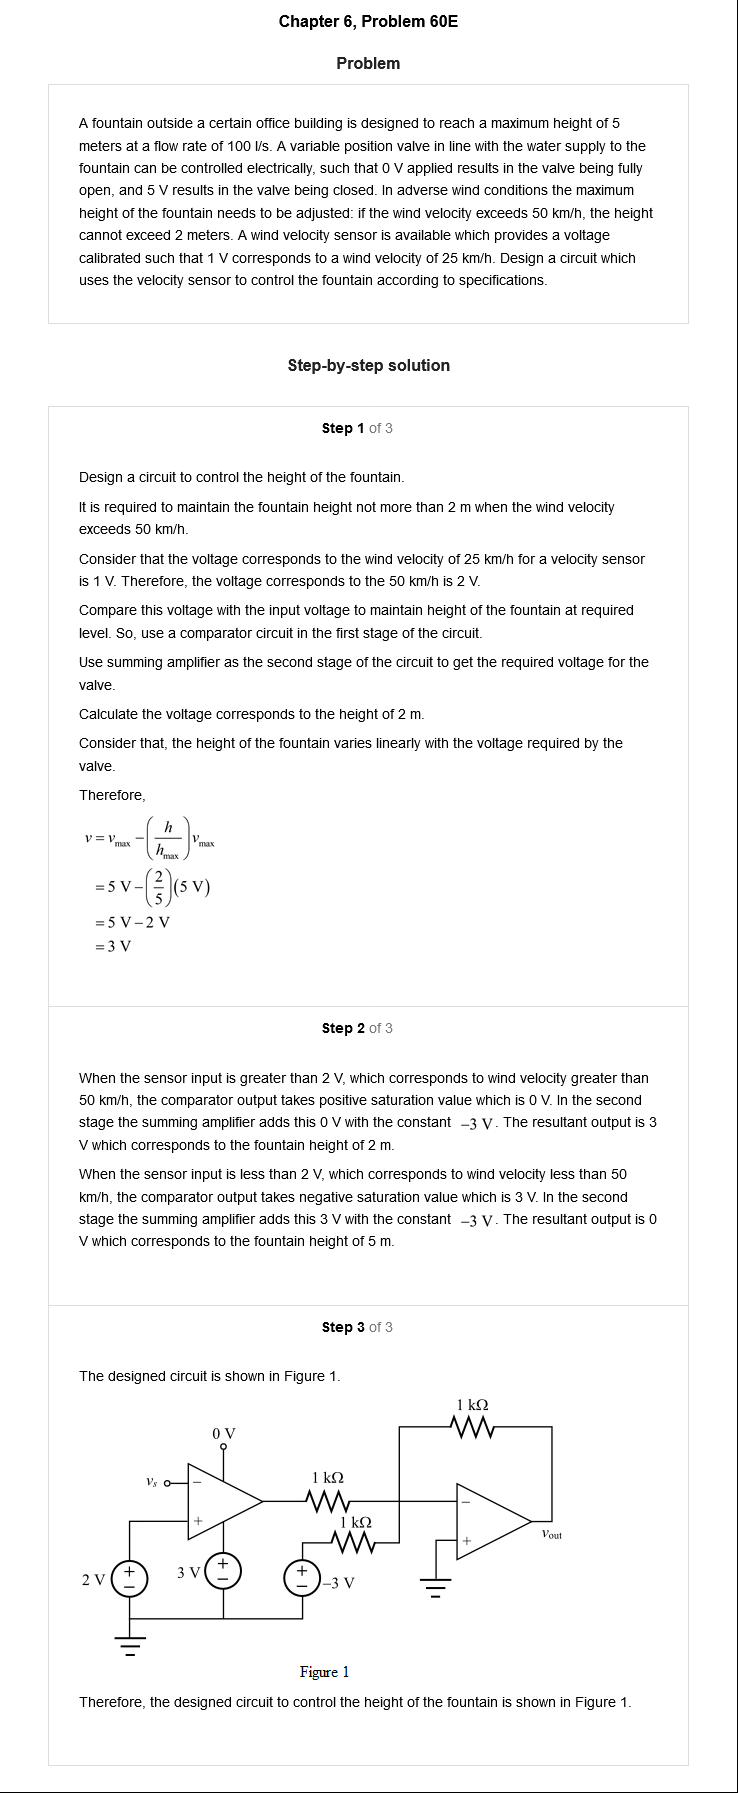 Chapter 6, Problem 60E
Problem
A fountain outside a certain office building is designed to reach a maximum height of 5
meters at a flow rate of 100 l/s. A variable position valve in line with the water supply to the
fountain can be controlled electrically, such that 0 V applied results in the valve being fully
open, and 5 V results in the valve being closed. In adverse wind conditions the maximum
height of the fountain needs to be adjusted: if the wind velocity exceeds 50 km/h, the height
cannot exceed 2 meters. A wind velocity sensor is available which provides a voltage
calibrated such that 1 V corresponds to a wind velocity of 25 km/h. Design a circuit which
uses the velocity sensor to control the fountain according to specifications.
Step-by-step solution
Step 1 of 3
Design a circuit to control the height of the fountain.
It is required to maintain the fountain height not more than 2 m when the wind velocity
exceeds 50 km/h.
Consider that the voltage corresponds to the wind velocity of 25 km/h for a velocity sensor
is 1 V. Therefore, the voltage corresponds to the 50 km/h is 2 V.
Compare this voltage with the input voltage to maintain height of the fountain at required
level. So, use a comparator circuit in the first stage of the circuit.
Use summing amplifier as the second stage of the circuit to get the required voltage for the
valve.
Calculate the voltage corresponds to the height of 2 m.
Consider that, the height of the fountain varies linearly with the voltage required by the
valve.
Therefore,
v = v_max − (h/h_max) v_max
= 5 V − (2/5)(5 V)
= 5 V − 2 V
= 3 V
Step 2 of 3
When the sensor input is greater than 2 V, which corresponds to wind velocity greater than
50 km/h, the comparator output takes positive saturation value which is 0 V. In the second
stage the summing amplifier adds this 0 V with the constant −3 V. The resultant output is 3
V which corresponds to the fountain height of 2 m.
When the sensor input is less than 2 V, which corresponds to wind velocity less than 50
km/h, the comparator output takes negative saturation value which is 3 V. In the second
stage the summing amplifier adds this 3 V with the constant −3 V. The resultant output is 0
V which corresponds to the fountain height of 5 m.
Step 3 of 3
The designed circuit is shown in Figure 1.
1 kΩ
0 V
v_s
−
+
1 kΩ
1 kΩ
−
+
v_out
2 V
+
−
3 V
+
−
+
−
−3 V
Figure 1
Therefore, the designed circuit to control the height of the fountain is shown in Figure 1.